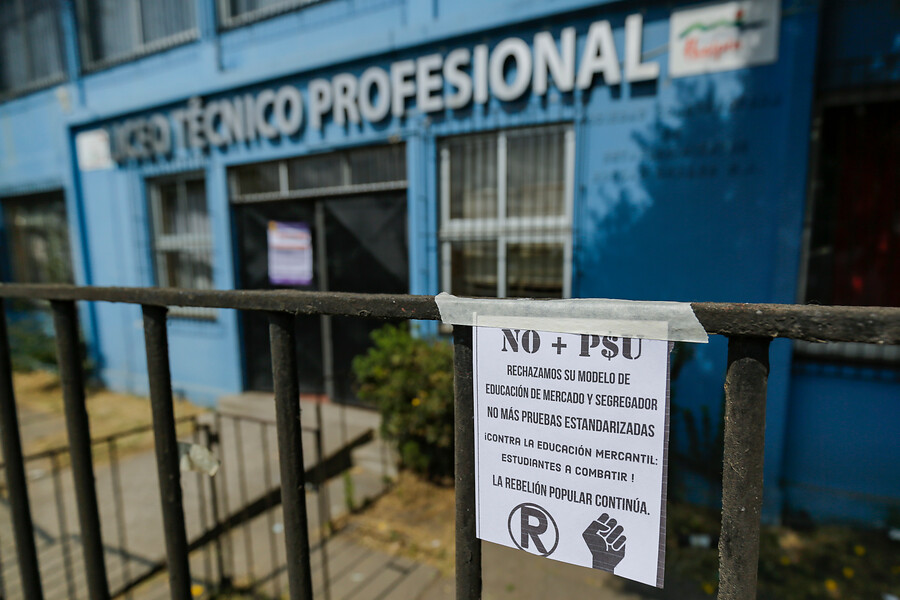 LICEO TÉCNICO PROFESIONAL
NO + P$U
RECHAZAMOS SU MODELO DE
EDUCACIÓN DE MERCADO Y SEGREGADOR
NO MÁS PRUEBAS ESTANDARIZADAS
¡CONTRA LA EDUCACIÓN MERCANTIL:
ESTUDIANTES A COMBATIR !
LA REBELIÓN POPULAR CONTINÚA.
R